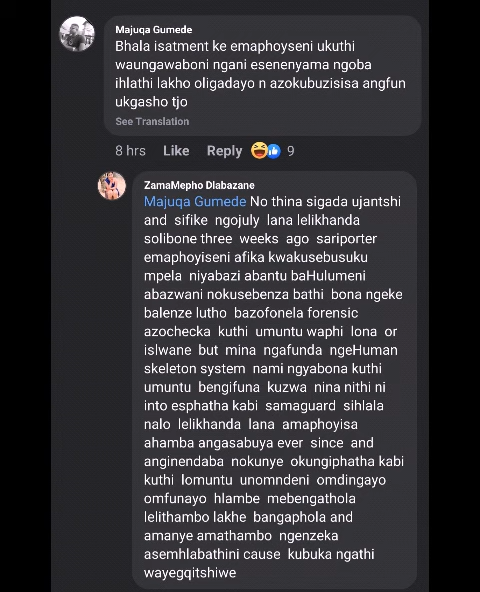 Majuqa Gumede
Bhala isatment ke emaphoyseni ukuthi
waungawaboni ngani esenenyama ngoba
ihlathi lakho oligadayo n azokubuzisisa angfun
ukgasho tjo
See Translation
8 hrs Like Reply 9
ZamaMepho Dlabazane
Majuqa Gumede No thina sigada ujantshi
and sifike ngojuly lana lelikhanda
solibone three weeks ago sariporter
emaphoyiseni afika kwakusebusuku
mpela niyabazi abantu baHulumeni
abazwani nokusebenza bathi bona ngeke
balenze lutho bazofonela forensic
azochecka kuthi umuntu waphi lona or
islwane but mina ngafunda ngeHuman
skeleton system nami ngyabona kuthi
umuntu bengifuna kuzwa nina nithi ni
into esphatha kabi samaguard sihlala
nalo lelikhanda lana amaphoyisa
ahamba angasabuya ever since and
anginendaba nokunye okungiphatha kabi
kuthi lomuntu unomndeni omdingayo
omfunayo hlambe mebengathola
lelithambo lakhe bangaphola and
amanye amathambo ngenzeka
asemhlabathini cause kubuka ngathi
wayegqitshiwe